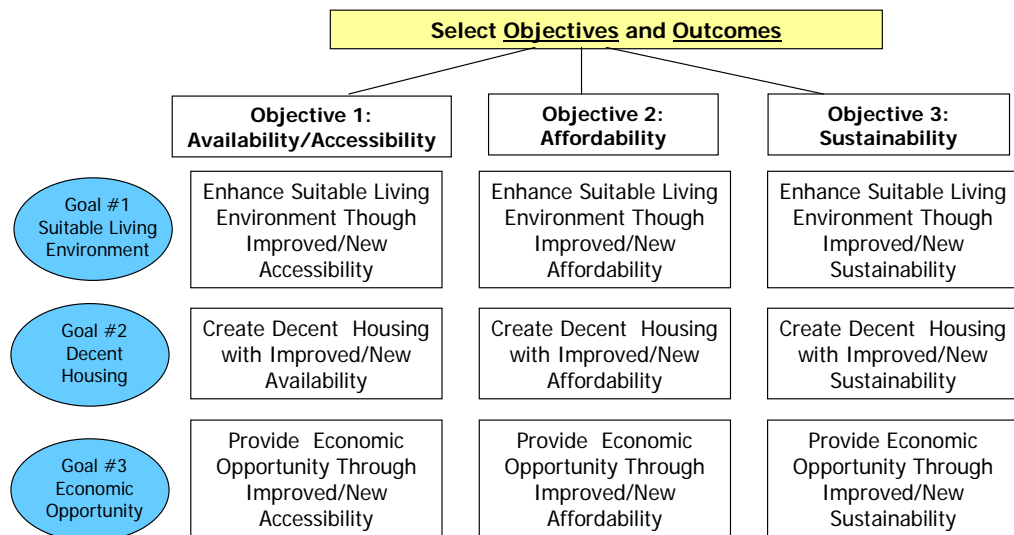 Select Objectives and Outcomes
Objective 1:
Availability/Accessibility
Objective 2:
Affordability
Objective 3:
Sustainability
Goal #1
Suitable Living
Environment
Enhance Suitable Living
Environment Though
Improved/New
Accessibility
Enhance Suitable Living
Environment Though
Improved/New
Affordability
Enhance Suitable Living
Environment Though
Improved/New
Sustainability
Goal #2
Decent
Housing
Create Decent Housing
with Improved/New
Availability
Create Decent Housing
with Improved/New
Affordability
Create Decent Housing
with Improved/New
Sustainability
Goal #3
Economic
Opportunity
Provide Economic
Opportunity Through
Improved/New
Accessibility
Provide Economic
Opportunity Through
Improved/New
Affordability
Provide Economic
Opportunity Through
Improved/New
Sustainability